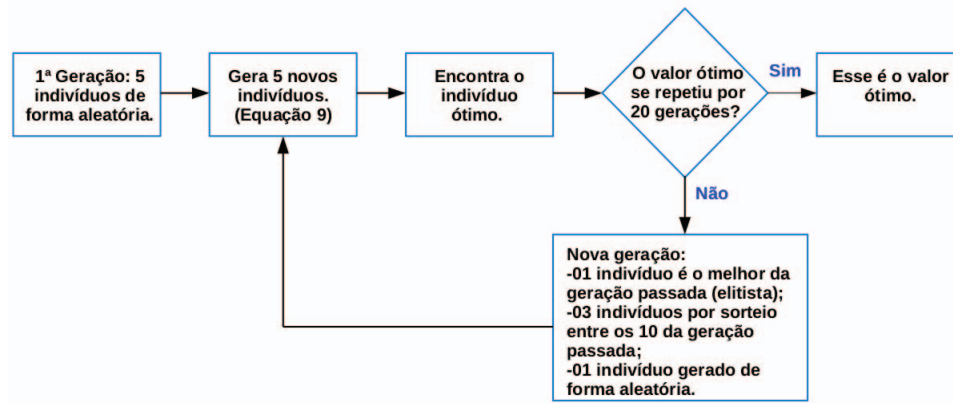 1ª Geração: 5
indivíduos de
forma aleatória.
Gera 5 novos
indivíduos.
(Equação 9)
Encontra o
indivíduo
ótimo.
O valor ótimo
se repetiu por
20 gerações?
Sim
Esse é o valor
ótimo.
Não
Nova geração:
-01 indivíduo é o melhor da
geração passada (elitista);
-03 indivíduos por sorteio
entre os 10 da geração
passada;
-01 indivíduo gerado de
forma aleatória.